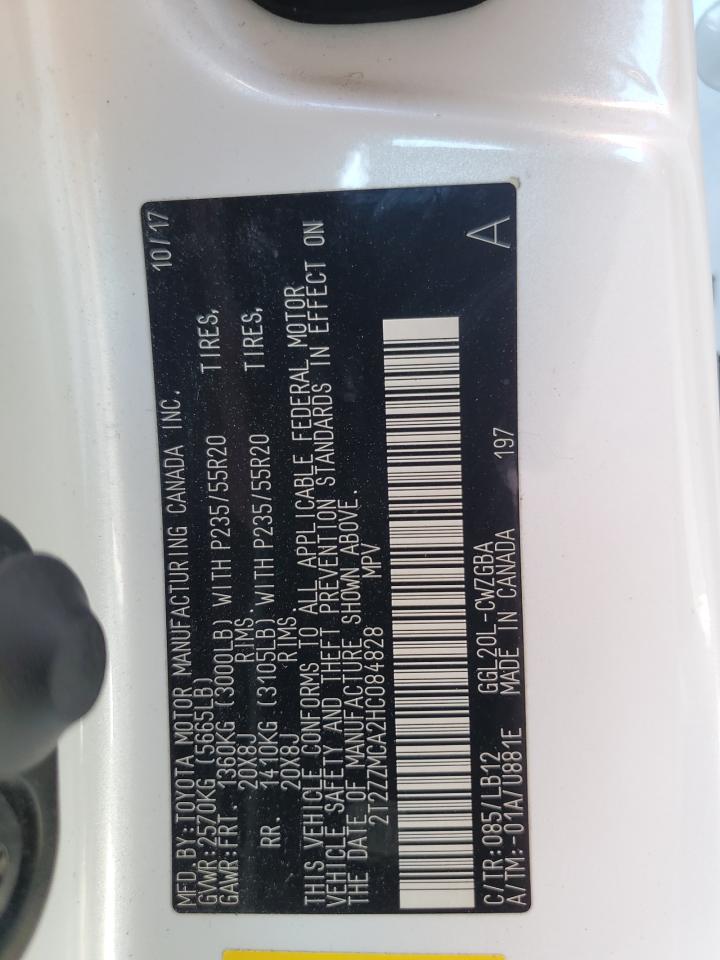 MFD. BY: TOYOTA MOTOR MANUFACTURING CANADA INC. 10/17
GVWR: 2570KG (5665LB)
GAWR: FRT. 1360KG (3000LB) WITH P235/55R20 TIRES,
20X8J RIMS.
RR. 1410KG (3105LB) WITH P235/55R20 TIRES,
20X8J RIMS.
THIS VEHICLE CONFORMS TO ALL APPLICABLE FEDERAL MOTOR
VEHICLE SAFETY AND THEFT PREVENTION STANDARDS IN EFFECT ON
THE DATE OF MANUFACTURE SHOWN ABOVE.
2T2ZZMCA2HC084828 MPV
C/TR: 085/LB12 GGL20L-CWZGBA
A/TM: -01A/U881E MADE IN CANADA 197 A